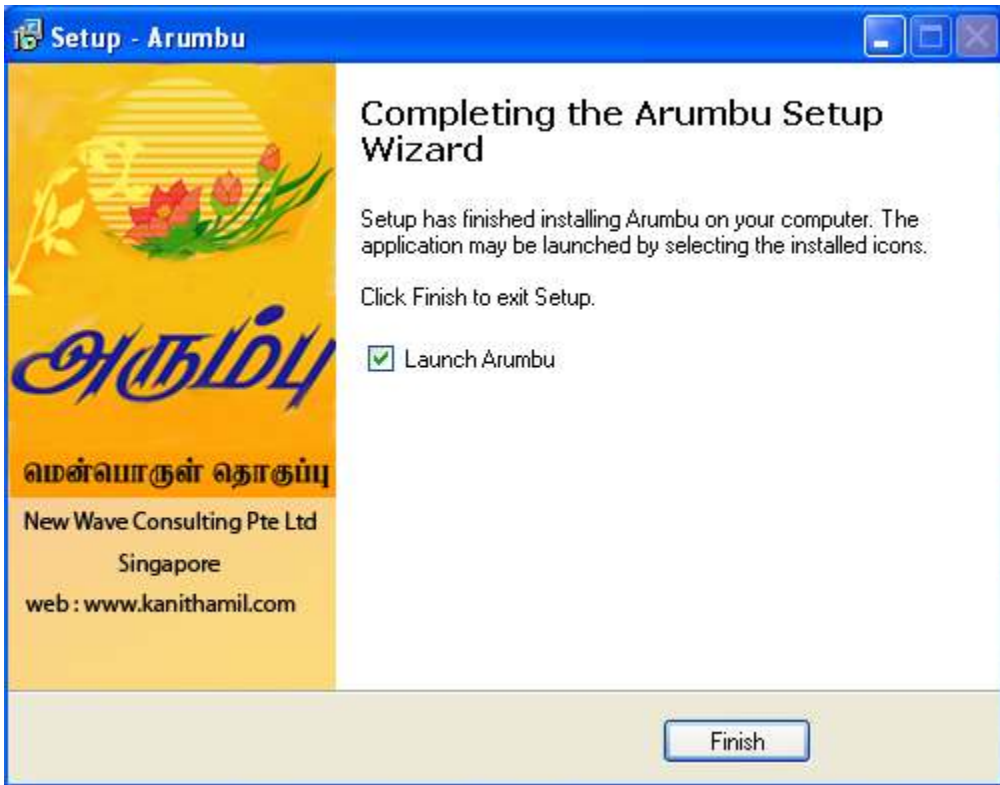 Setup - Arumbu
Completing the Arumbu Setup
Wizard
Setup has finished installing Arumbu on your computer. The
application may be launched by selecting the installed icons.
Click Finish to exit Setup.
Launch Arumbu
அரும்பு
மென்பொருள் தொகுப்பு
New Wave Consulting Pte Ltd
Singapore
web : www.kanithamil.com
Finish